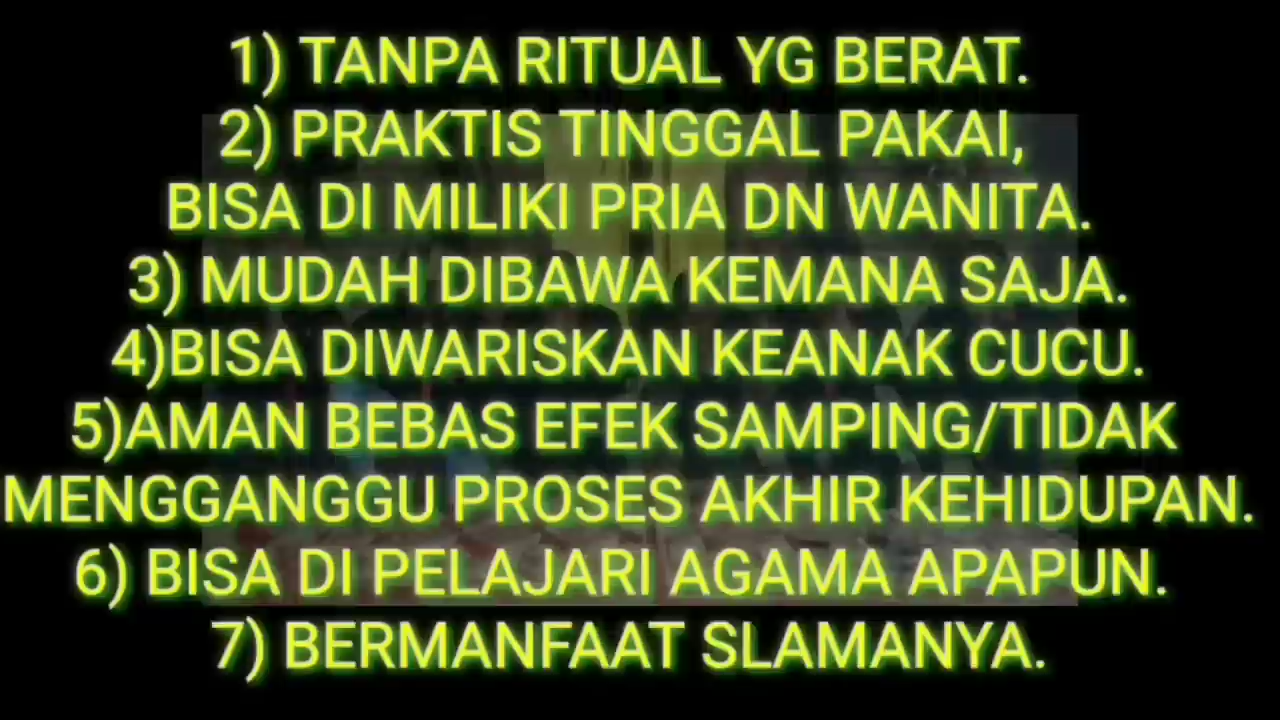 1) TANPA RITUAL YG BERAT.
2) PRAKTIS TINGGAL PAKAI,
BISA DI MILIKI PRIA DN WANITA.
3) MUDAH DIBAWA KEMANA SAJA.
4)BISA DIWARISKAN KEANAK CUCU.
5)AMAN BEBAS EFEK SAMPING/TIDAK
MENGGANGGU PROSES AKHIR KEHIDUPAN.
6) BISA DI PELAJARI AGAMA APAPUN.
7) BERMANFAAT SLAMANYA.